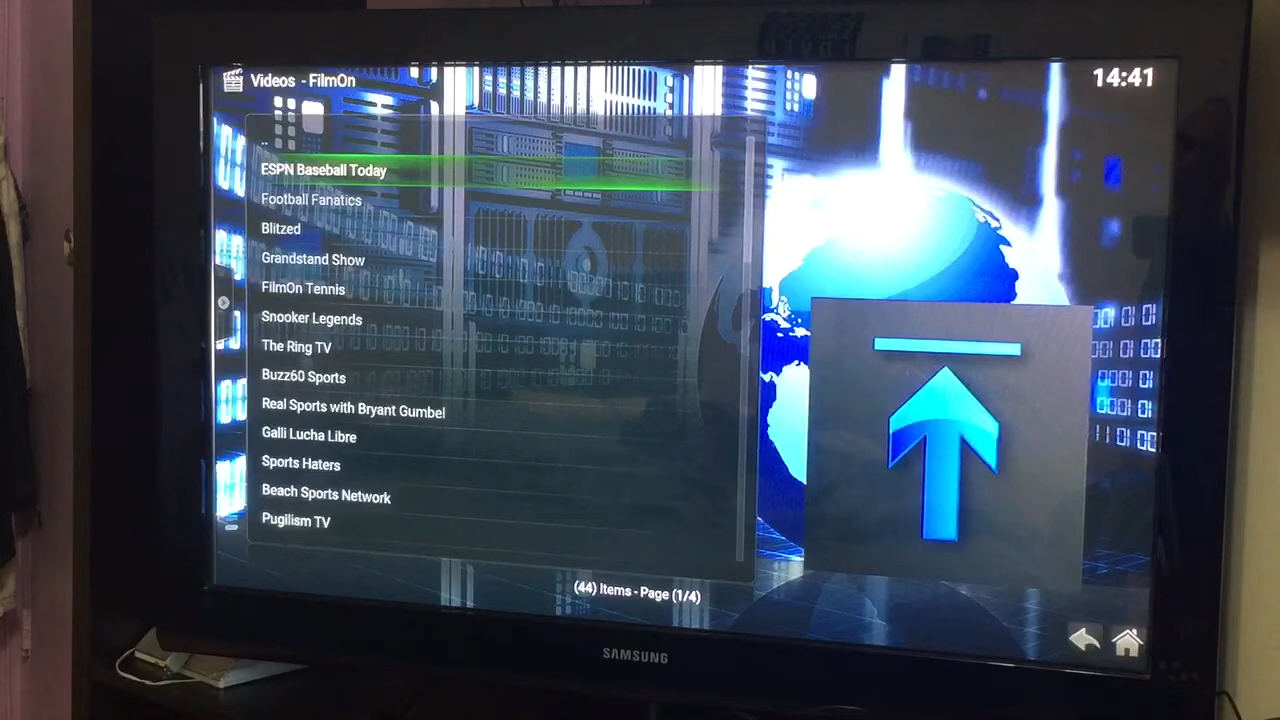 Videos - FilmOn
14:41
..
ESPN Baseball Today
Football Fanatics
Blitzed
Grandstand Show
FilmOn Tennis
Snooker Legends
The Ring TV
Buzz60 Sports
Real Sports with Bryant Gumbel
Galli Lucha Libre
Sports Haters
Beach Sports Network
Pugilism TV
(44) Items - Page (1/4)
SAMSUNG